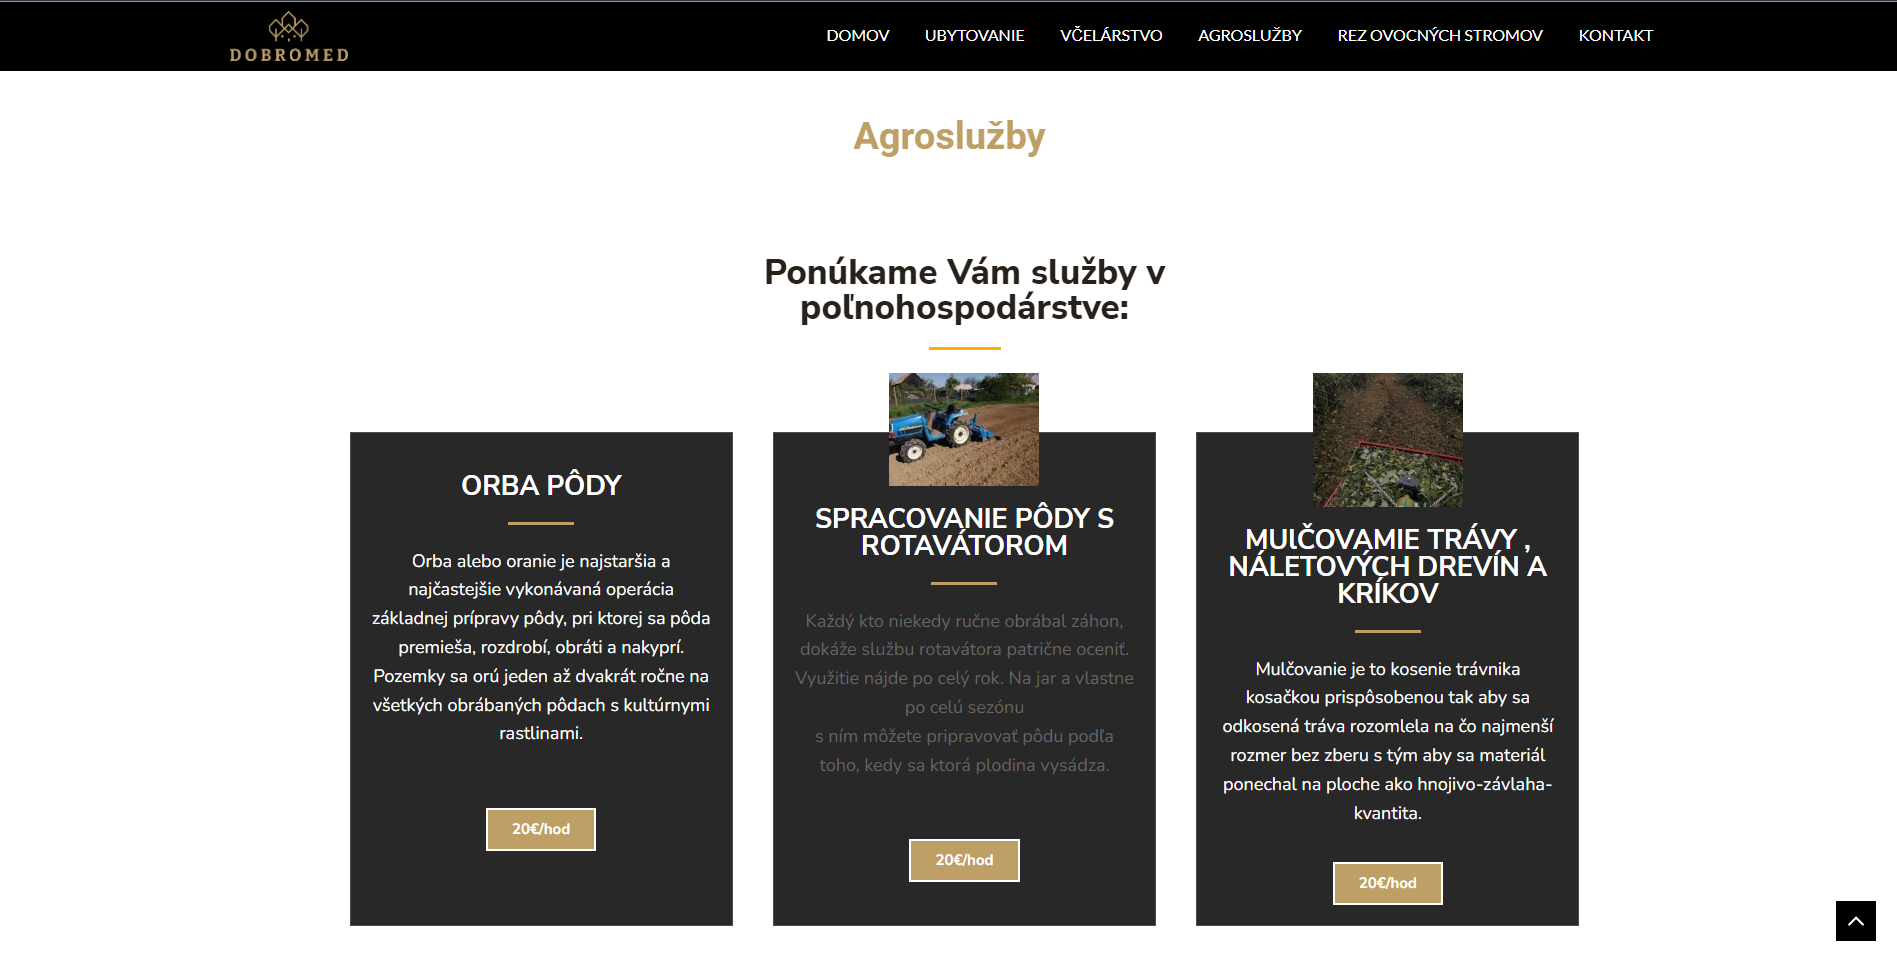 DOBROMED
DOMOV UBYTOVANIE VČELÁRSTVO AGROSLUŽBY REZ OVOCNÝCH STROMOV KONTAKT
Agroslužby
Ponúkame Vám služby v
poľnohospodárstve:
ORBA PÔDY
Orba alebo oranie je najstaršia a
najčastejšie vykonávaná operácia
základnej prípravy pôdy, pri ktorej sa pôda
premieša, rozdrobí, obráti a nakyprí.
Pozemky sa orú jeden až dvakrát ročne na
všetkých obrábaných pôdach s kultúrnymi
rastlinami.
20€/hod
SPRACOVANIE PÔDY S
ROTAVÁTOROM
Každý kto niekedy ručne obrábal záhon,
dokáže službu rotavátora patrične oceniť.
Využitie nájde po celý rok. Na jar a vlastne
po celú sezónu
s ním môžete pripravovať pôdu podľa
toho, kedy sa ktorá plodina vysádza.
20€/hod
MUlČOVAMIE TRÁVY ,
NÁLETOVÝCH DREVÍN A
KRÍKOV
Mulčovanie je to kosenie trávnika
kosačkou prispôsobenou tak aby sa
odkosená tráva rozomlela na čo najmenší
rozmer bez zberu s tým aby sa materiál
ponechal na ploche ako hnojivo-závlaha-
kvantita.
20€/hod